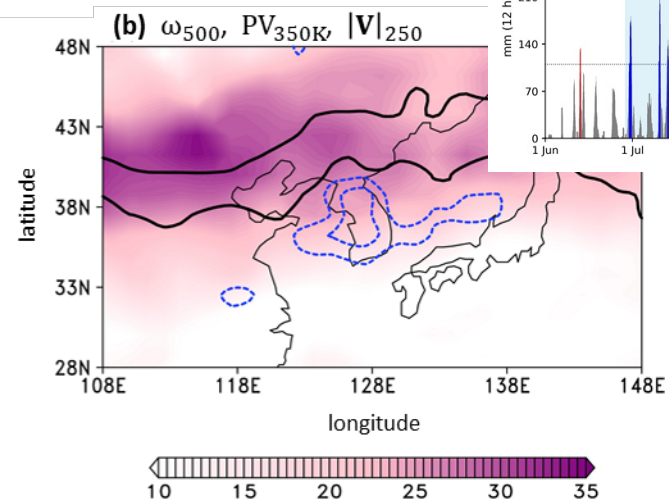 (b) ω500, PV350K, |V|250
48N
43N
38N
33N
28N
latitude
108E 118E 128E 138E 148E
longitude
10 15 20 25 30 35
mm (12 h
140
70
0
1 Jun 1 Jul